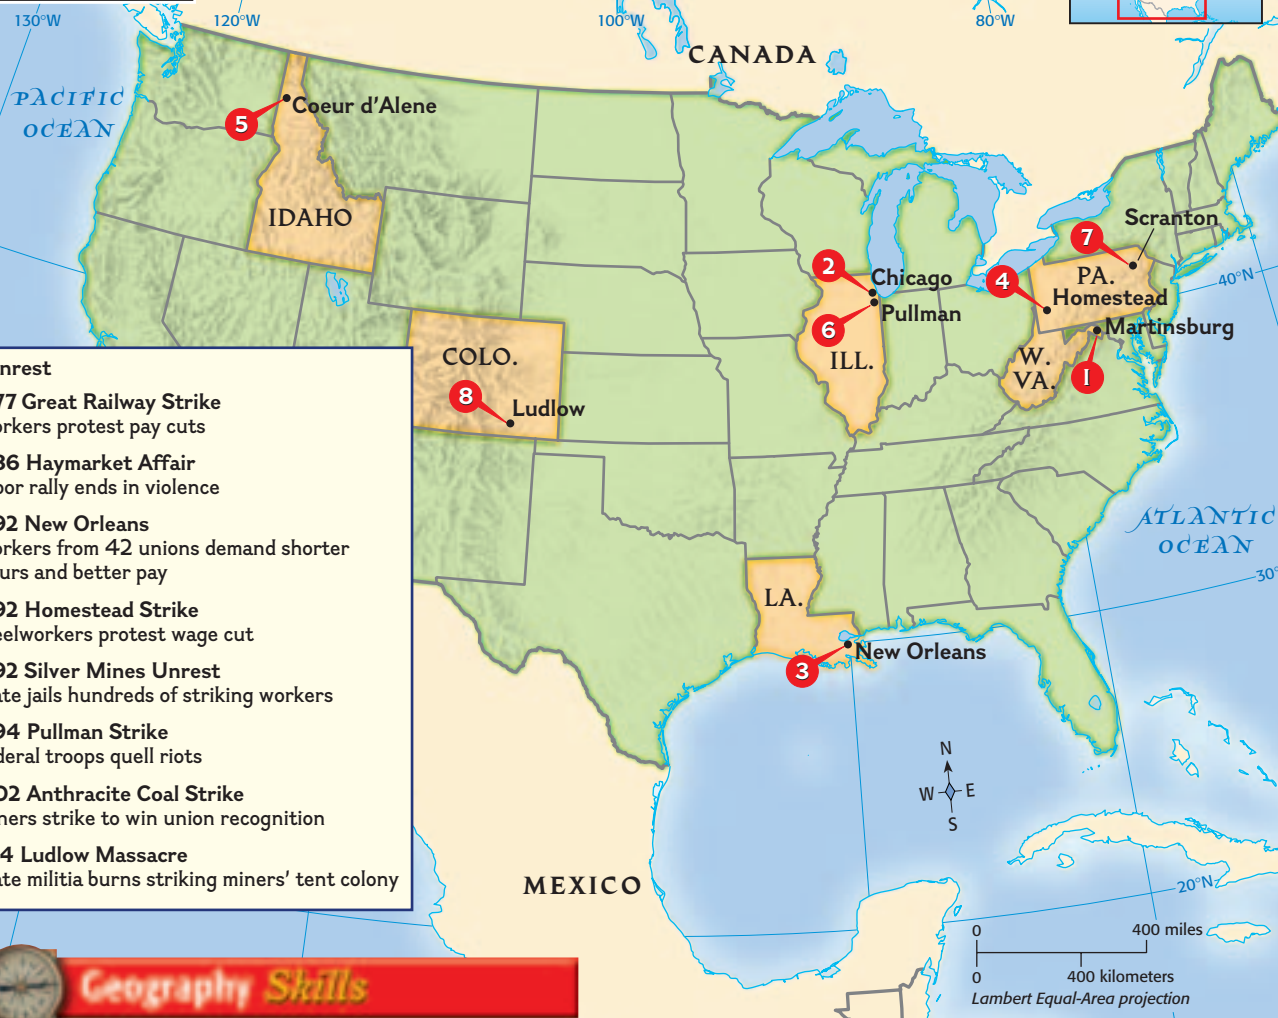 130°W
120°W
100°W
80°W
CANADA
PACIFIC
OCEAN
5
Coeur d'Alene
IDAHO
Scranton
7
2
Chicago
4
PA.
Homestead
40°N
6
Pullman
Martinsburg
COLO.
ILL.
W.
VA.
1
8
Ludlow
nrest
77 Great Railway Strike
orkers protest pay cuts
86 Haymarket Affair
bor rally ends in violence
92 New Orleans
orkers from 42 unions demand shorter
urs and better pay
92 Homestead Strike
eelworkers protest wage cut
92 Silver Mines Unrest
ate jails hundreds of striking workers
94 Pullman Strike
deral troops quell riots
02 Anthracite Coal Strike
ners strike to win union recognition
4 Ludlow Massacre
ate militia burns striking miners' tent colony
ATLANTIC
OCEAN
30°
LA.
New Orleans
3
N
W E
S
MEXICO
20°N
0 400 miles
0 400 kilometers
Lambert Equal-Area projection
Geography Skills